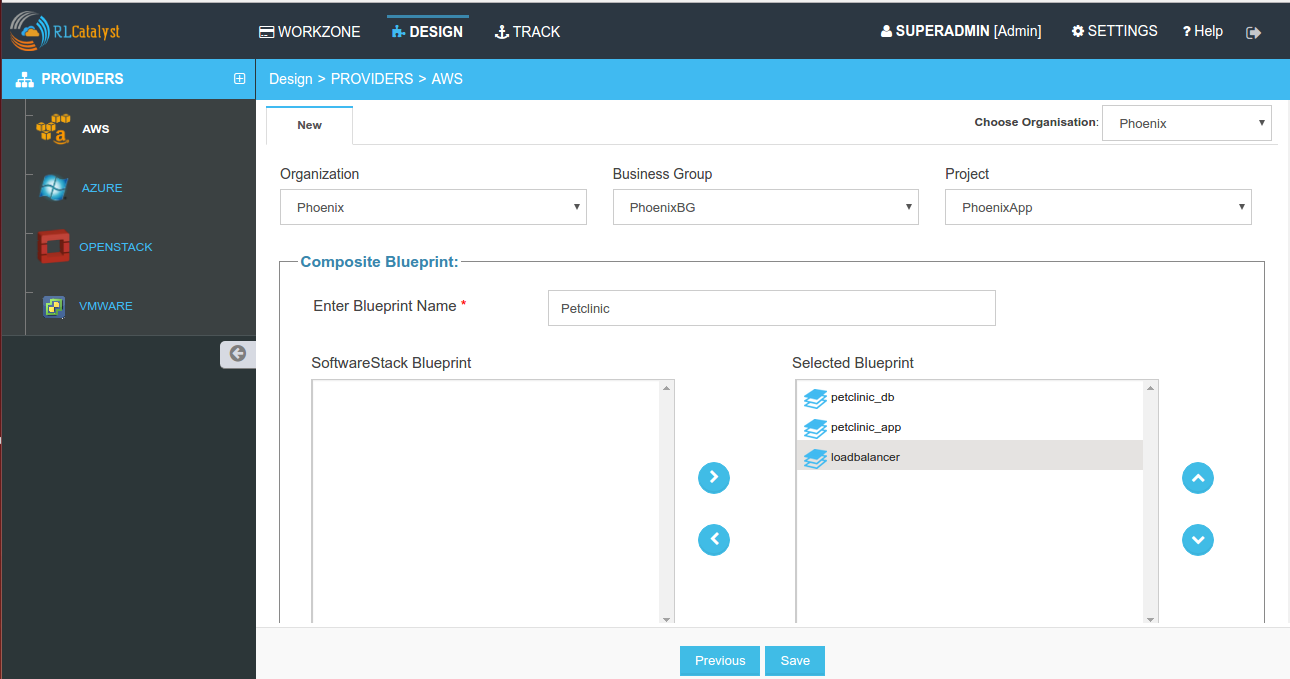 RLCatalyst WORKZONE DESIGN TRACK SUPERADMIN [Admin] SETTINGS ? Help
PROVIDERS
Design > PROVIDERS > AWS
AWS
AZURE
OPENSTACK
VMWARE
New
Choose Organisation: Phoenix
Organization Business Group Project
Phoenix PhoenixBG PhoenixApp
Composite Blueprint:
Enter Blueprint Name * Petclinic
SoftwareStack Blueprint Selected Blueprint
petclinic_db
petclinic_app
loadbalancer
Previous Save